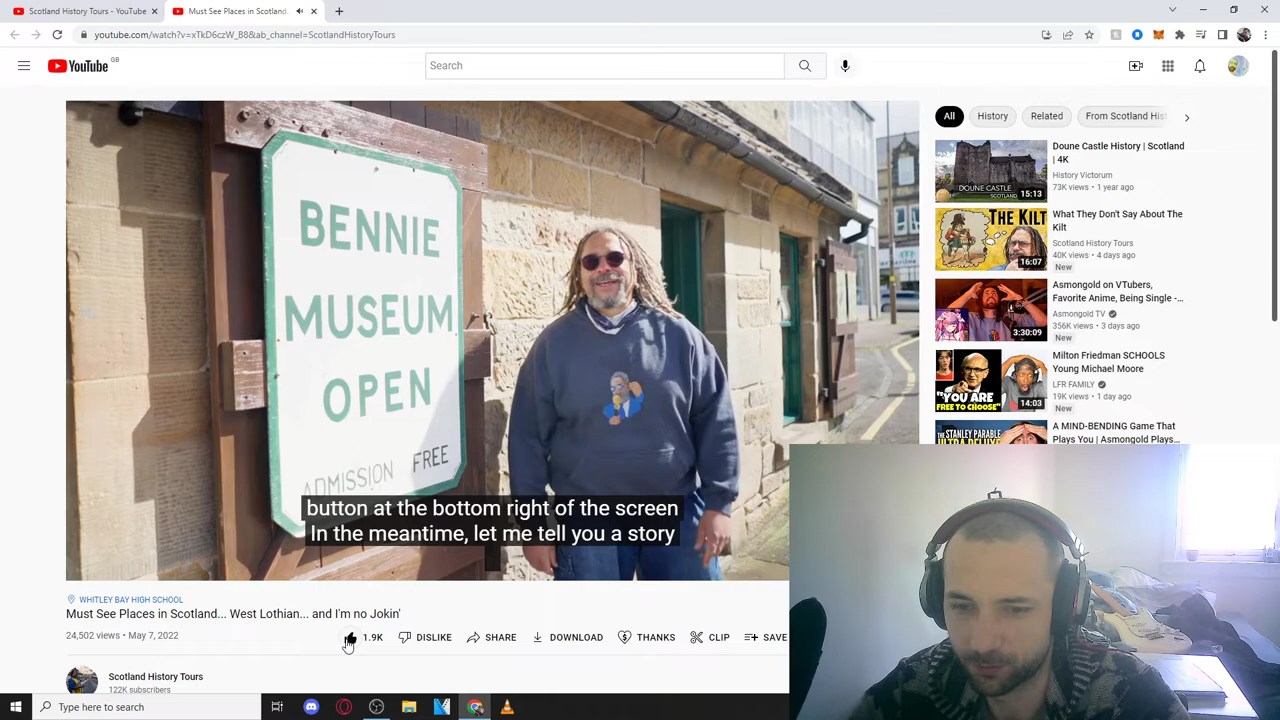 Scotland History Tours - YouTube
Must See Places in Scotland...
youtube.com/watch?v=xTkD6czW_B8&ab_channel=ScotlandHistoryTours
YouTube GB
Search
BENNIE
MUSEUM
OPEN
ADMISSION FREE
button at the bottom right of the screen
In the meantime, let me tell you a story
WHITLEY BAY HIGH SCHOOL
Must See Places in Scotland... West Lothian... and I'm no Jokin'
24,502 views • May 7, 2022
1.9K DISLIKE SHARE DOWNLOAD THANKS CLIP SAVE
Scotland History Tours
122K subscribers
All History Related From Scotland Hist
DOUNE CASTLE
SCOTLAND
15:13
Doune Castle History | Scotland
| 4K
History Victorum
73K views • 1 year ago
THE KILT
16:07
What They Don't Say About The
Kilt
Scotland History Tours
40K views • 4 days ago
New
3:30:09
Asmongold on VTubers,
Favorite Anime, Being Single -...
Asmongold TV
356K views • 3 days ago
New
"YOU ARE
FREE TO CHOOSE"
14:03
Milton Friedman SCHOOLS
Young Michael Moore
LFR FAMILY
19K views • 1 day ago
New
THE STANLEY PARABLE
A MIND-BENDING Game That
Plays You | Asmongold Plays...
Type here to search